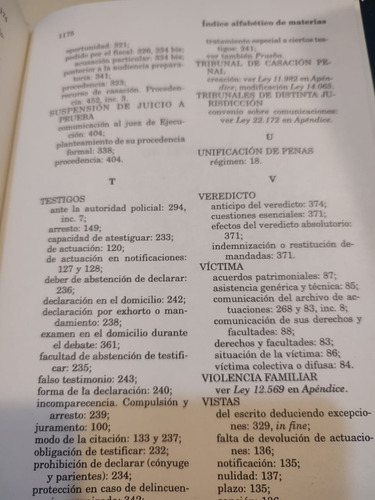 1178
Índice alfabético de materias
oportunidad: 321;
pedido por el fiscal: 326, 334 bis;
acusación particular: 334 bis;
posterior a la audiencia prepara-
toria: 341;
procedencia: 323;
recurso de casación. Proceden-
cia: 452, inc. 3.
SUSPENSIÓN DE JUICIO A
PRUEBA
comunicación al juez de Ejecu-
ción: 404;
planteamiento de su procedencia
formal: 338;
procedencia: 404.
T
TESTIGOS
ante la autoridad policial: 294,
inc. 7;
arresto: 149;
capacidad de atestiguar: 233;
de actuación: 120;
de actuación en notificaciones:
127 y 128;
deber de abstención de declarar:
236;
declaración en el domicilio: 242;
declaración por exhorto o man-
damiento: 238;
examen en el domicilio durante
el debate: 361;
facultad de abstención de testifi-
car: 235;
falso testimonio: 243;
forma de la declaración: 240;
incomparecencia. Compulsión y
arresto: 239;
juramento: 100;
modo de la citación: 133 y 237;
obligación de testificar: 232;
prohibición de declarar (cónyuge
y parientes): 234;
protección en caso de delincuen-
tratamiento especial a ciertos tes-
tigos: 241;
ver también Prueba.
TRIBUNAL DE CASACIÓN PE-
NAL
creación: ver Ley 11.982 en Apén-
dice; modificación Ley 14.065.
TRIBUNALES DE DISTINTA JU-
RISDICCIÓN
convenio sobre comunicaciones:
ver Ley 22.172 en Apéndice.
U
UNIFICACIÓN DE PENAS
régimen: 18.
V
VEREDICTO
anticipo del veredicto: 374;
cuestiones esenciales: 371;
efectos del veredicto absolutorio:
371;
indemnización o restitución de-
mandadas: 371.
VÍCTIMA
acuerdos patrimoniales: 87;
asistencia genérica y técnica: 85;
comunicación del archivo de ac-
tuaciones: 268 y 83, inc. 8;
comunicación de sus derechos y
facultades: 88;
derechos y facultades: 83;
situación de la víctima: 86;
víctima colectiva o difusa: 84.
VIOLENCIA FAMILIAR
ver Ley 12.569 en Apéndice.
VISTAS
del escrito deduciendo excepcio-
nes: 329, in fine;
falta de devolución de actuacio-
nes: 136;
notificación: 135;
nulidad: 137;
plazo: 135;